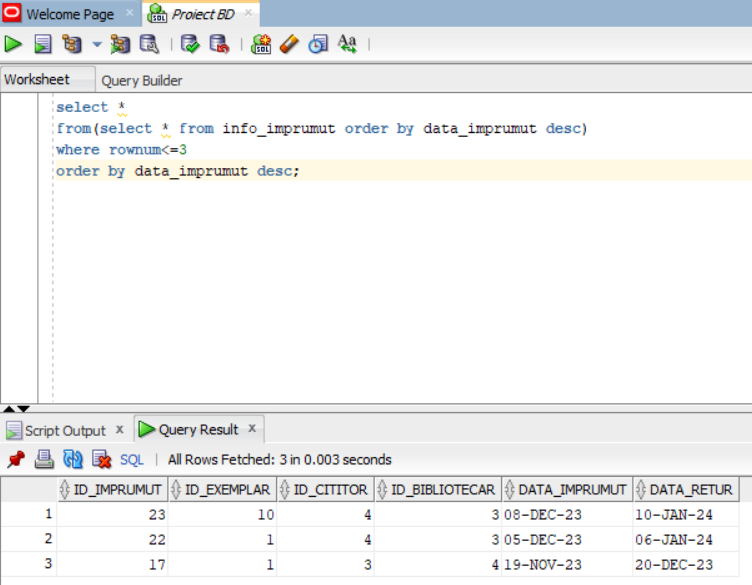 Welcome Page × Proiect BD ×
Worksheet Query Builder
select *
from(select * from info_imprumut order by data_imprumut desc)
where rownum<=3
order by data_imprumut desc;
Script Output x Query Result x
SQL | All Rows Fetched: 3 in 0.003 seconds
ID_IMPRUMUT ID_EXEMPLAR ID_CITITOR ID_BIBLIOTECAR DATA_IMPRUMUT DATA_RETUR
1 23 10 4 3 08-DEC-23 10-JAN-24
2 22 1 4 3 05-DEC-23 06-JAN-24
3 17 1 3 4 19-NOV-23 20-DEC-23